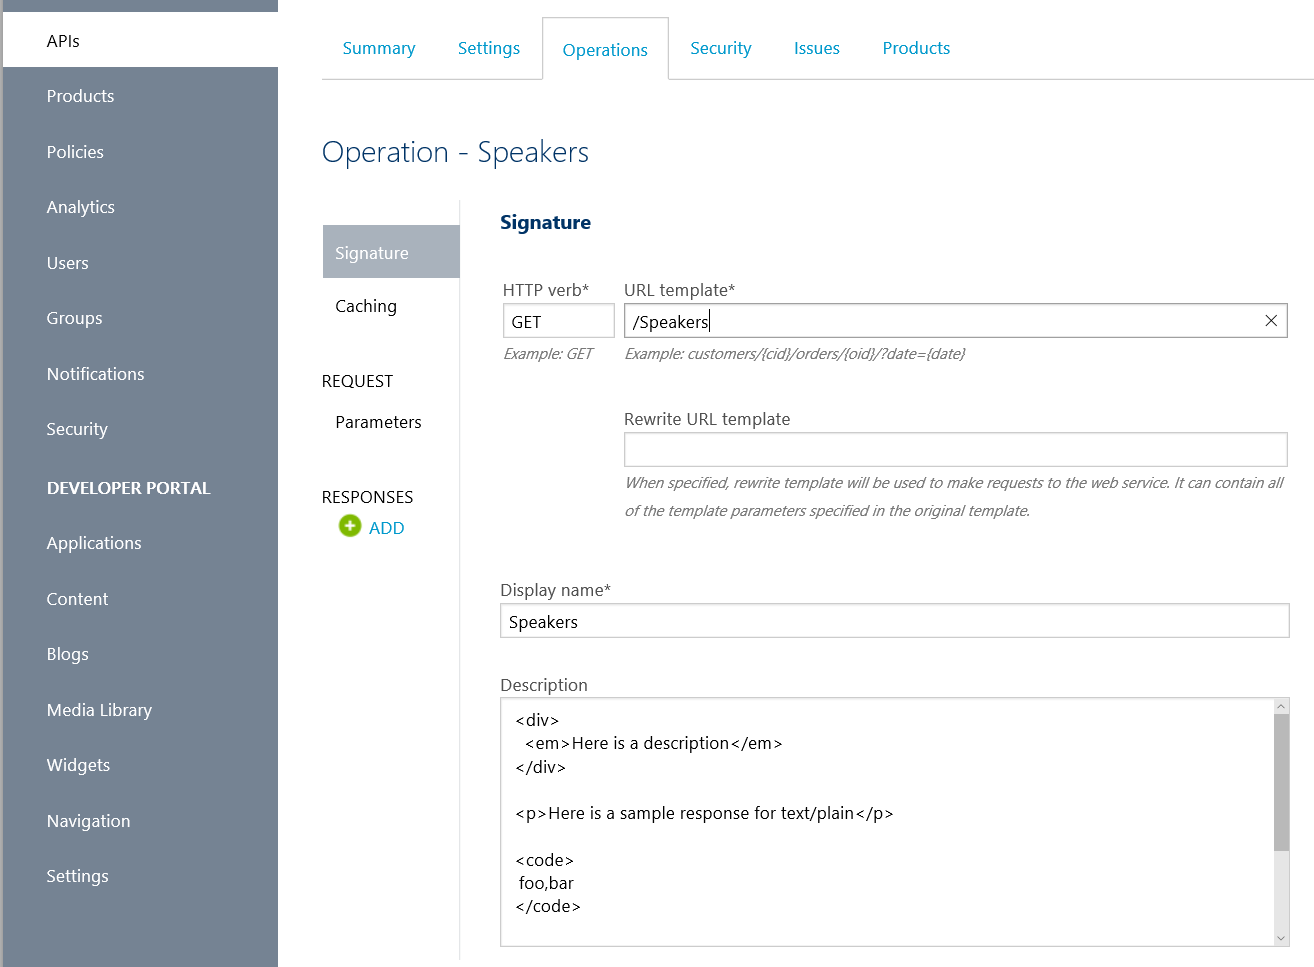 APIs
Products
Policies
Analytics
Users
Groups
Notifications
Security
DEVELOPER PORTAL
Applications
Content
Blogs
Media Library
Widgets
Navigation
Settings
Summary
Settings
Operations
Security
Issues
Products
Operation - Speakers
Signature
Caching
REQUEST
Parameters
RESPONSES
ADD
Signature
HTTP verb*
URL template*
GET
/Speakers
Example: GET
Example: customers/{cid}/orders/{oid}/?date={date}
Rewrite URL template
When specified, rewrite template will be used to make requests to the web service. It can contain all
of the template parameters specified in the original template.
Display name*
Speakers
Description
<div>
<em>Here is a description</em>
</div>
<p>Here is a sample response for text/plain</p>
<code>
foo,bar
</code>